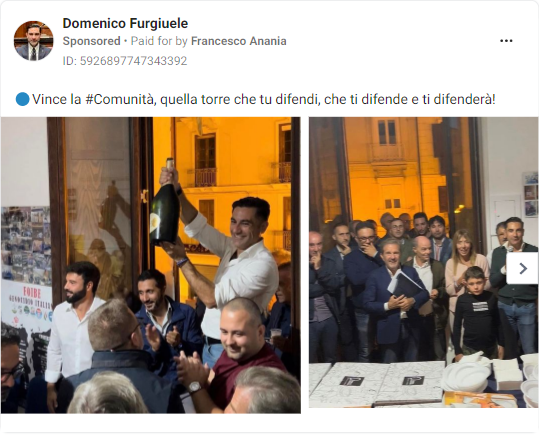 Domenico Furgiuele
Sponsored • Paid for by Francesco Anania
ID: 5926897747343392
Vince la #Comunità, quella torre che tu difendi, che ti difende e ti difenderà!
FOIBE